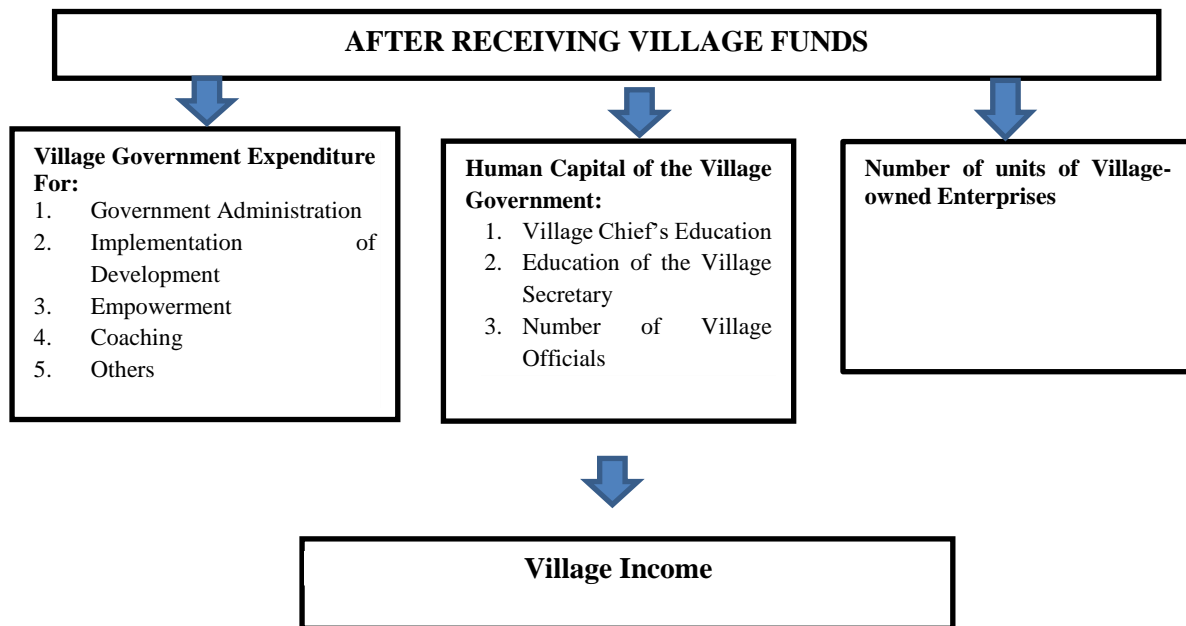 AFTER RECEIVING VILLAGE FUNDS
Village Government Expenditure
For:
1. Government Administration
2. Implementation of
Development
3. Empowerment
4. Coaching
5. Others
Human Capital of the Village
Government:
1. Village Chief's Education
2. Education of the Village
Secretary
3. Number of Village
Officials
Number of units of Village-
owned Enterprises
Village Income